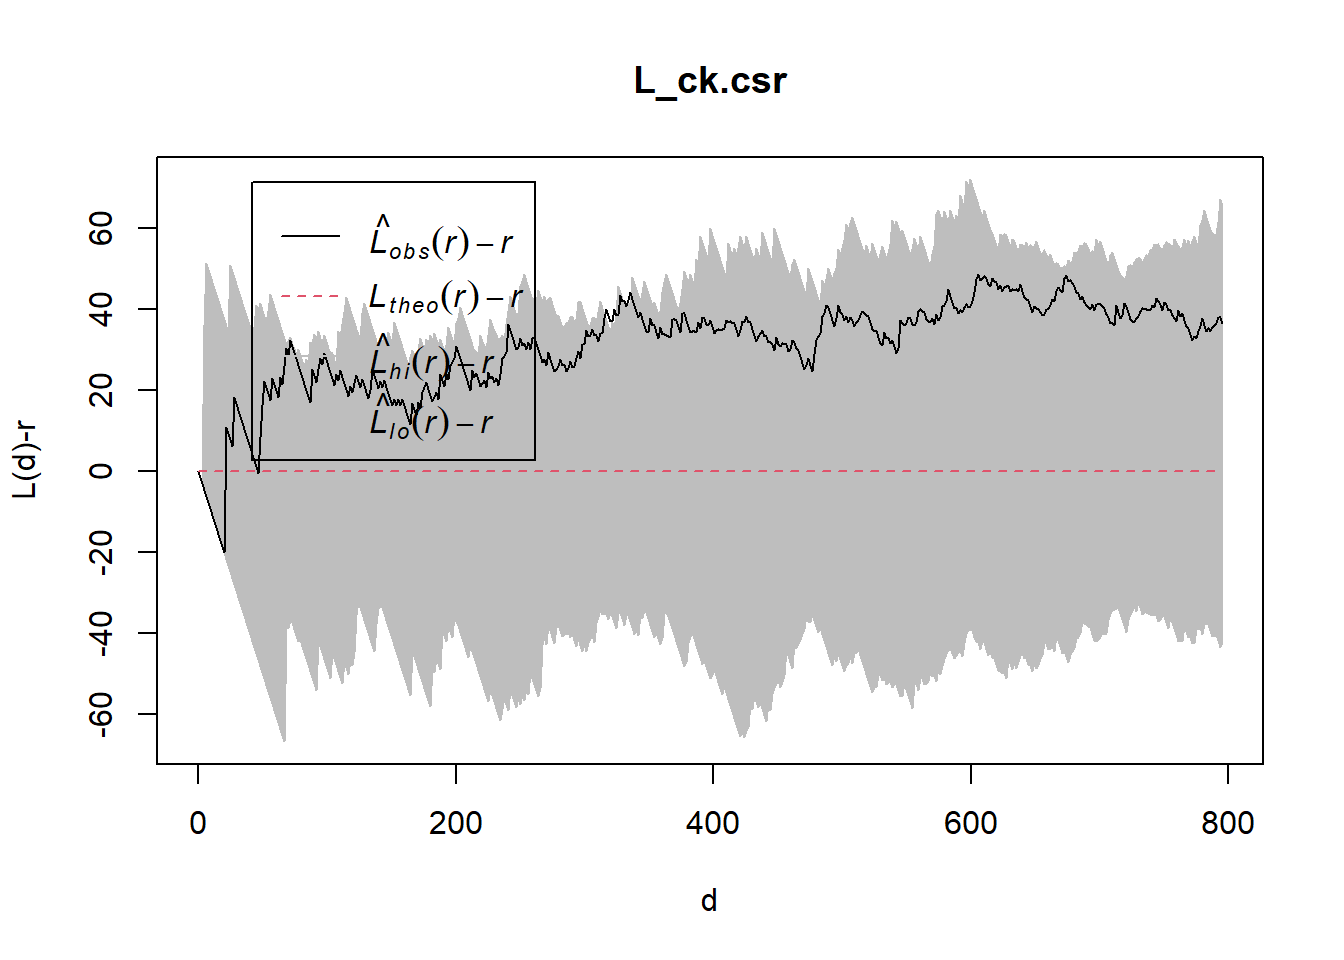 L_ck.csr
L̂obs(r) – r
Ltheo(r) – r
L̂hi(r) – r
L̂lo(r) – r
L(d)-r
60
40
20
0
-20
-40
-60
0 200 400 600 800
d